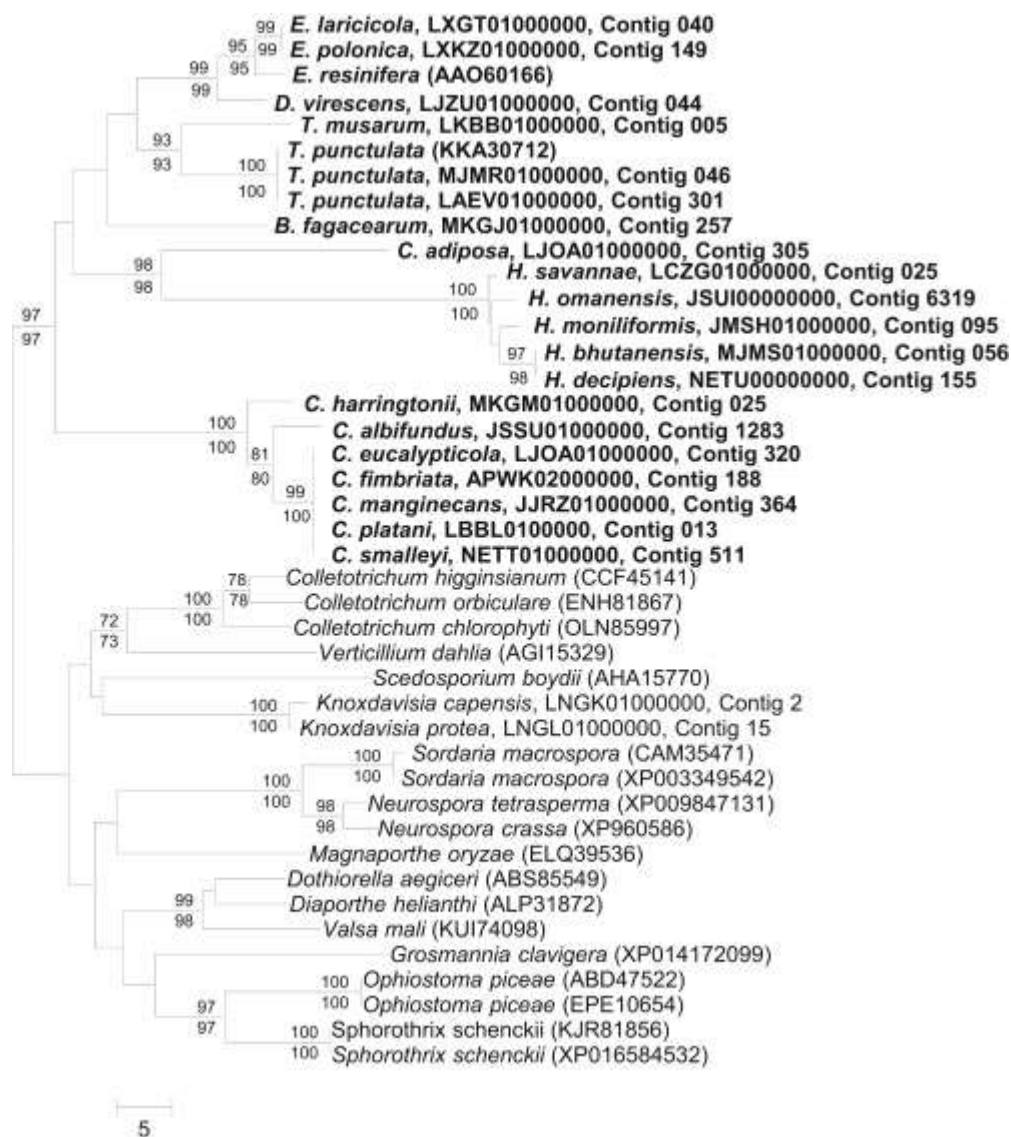 99 E. laricicola, LXGT01000000, Contig 040
95 99 E. polonica, LXKZ01000000, Contig 149
99 95 E. resinifera (AAO60166)
99 D. virescens, LJZU01000000, Contig 044
T. musarum, LKBB01000000, Contig 005
93
93 100 T. punctulata (KKA30712)
T. punctulata, MJMR01000000, Contig 046
100 T. punctulata, LAEV01000000, Contig 301
B. fagacearum, MKGJ01000000, Contig 257
C. adiposa, LJOA01000000, Contig 305
98
98 H. savannae, LCZG01000000, Contig 025
100
100 H. omanensis, JSUI00000000, Contig 6319
97 H. moniliformis, JMSH01000000, Contig 095
97 97 H. bhutanensis, MJMS01000000, Contig 056
98 H. decipiens, NETU00000000, Contig 155
C. harringtonii, MKGM01000000, Contig 025
100
100 C. albifundus, JSSU01000000, Contig 1283
81 C. eucalypticola, LJOA01000000, Contig 320
80 99 C. fimbriata, APWK02000000, Contig 188
C. manginecans, JJRZ01000000, Contig 364
100 C. platani, LBBL0100000, Contig 013
C. smalleyi, NETT01000000, Contig 511
78 Colletotrichum higginsianum (CCF45141)
100 78 Colletotrichum orbiculare (ENH81867)
72 100 Colletotrichum chlorophyti (OLN85997)
73 Verticillium dahlia (AGI15329)
Scedosporium boydii (AHA15770)
100 Knoxdavisia capensis, LNGK01000000, Contig 2
100 Knoxdavisia protea, LNGL01000000, Contig 15
100 Sordaria macrospora (CAM35471)
100 100 Sordaria macrospora (XP003349542)
100 98 Neurospora tetrasperma (XP009847131)
98 Neurospora crassa (XP960586)
Magnaporthe oryzae (ELQ39536)
Dothiorella aegiceri (ABS85549)
99
98 Diaporthe helianthi (ALP31872)
Valsa mali (KUI74098)
Grosmannia clavigera (XP014172099)
100 Ophiostoma piceae (ABD47522)
97 100 Ophiostoma piceae (EPE10654)
97 100 Sphorothrix schenckii (KJR81856)
100 Sphorothrix schenckii (XP016584532)
5